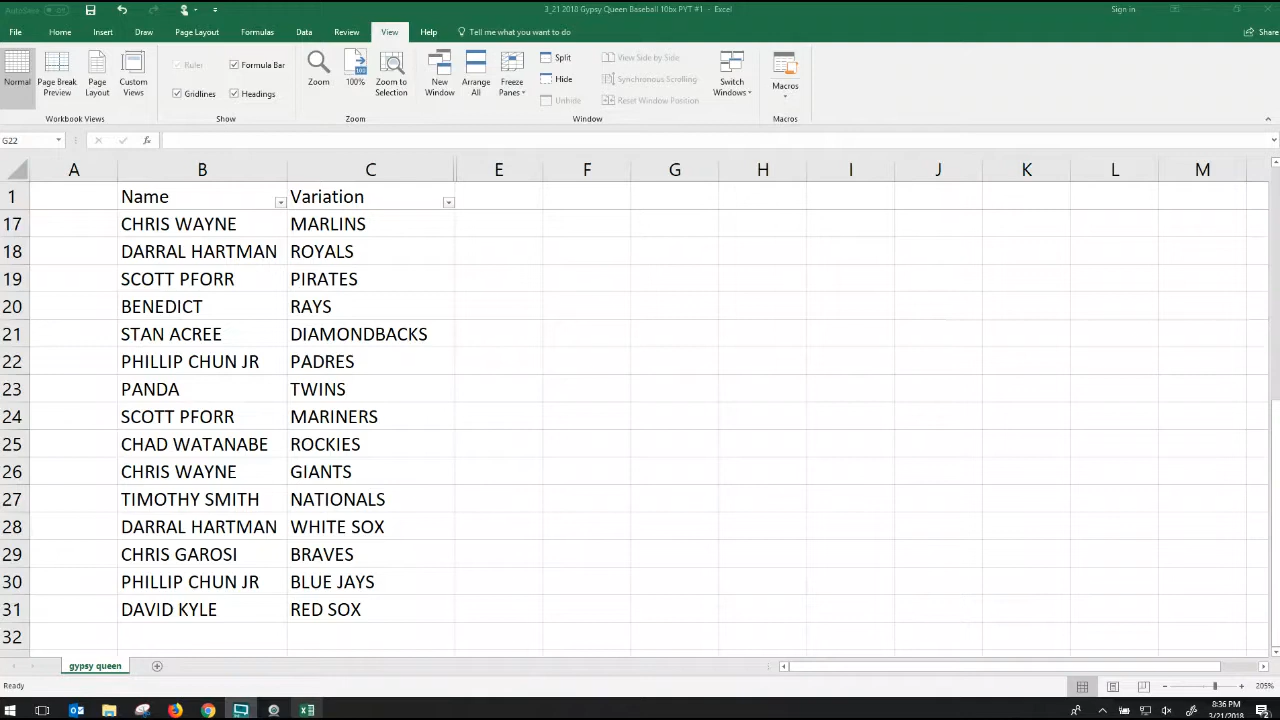 AutoSave Off
3_21 2018 Gypsy Queen Baseball 10bx PYT #1 - Excel
Sign in
File Home Insert Draw Page Layout Formulas Data Review View Help Tell me what you want to do Share
Normal Page Break Preview Page Layout Custom Views
Workbook Views
Ruler Formula Bar
Gridlines Headings
Show
Zoom 100% Zoom to Selection
Zoom
New Window Arrange All Freeze Panes
Split
Hide
Unhide
View Side by Side
Synchronous Scrolling
Reset Window Position
Switch Windows
Window
Macros
Macros
G22 fx
A B C E F G H I J K L M
1 Name Variation
17 CHRIS WAYNE MARLINS
18 DARRAL HARTMAN ROYALS
19 SCOTT PFORR PIRATES
20 BENEDICT RAYS
21 STAN ACREE DIAMONDBACKS
22 PHILLIP CHUN JR PADRES
23 PANDA TWINS
24 SCOTT PFORR MARINERS
25 CHAD WATANABE ROCKIES
26 CHRIS WAYNE GIANTS
27 TIMOTHY SMITH NATIONALS
28 DARRAL HARTMAN WHITE SOX
29 CHRIS GAROSI BRAVES
30 PHILLIP CHUN JR BLUE JAYS
31 DAVID KYLE RED SOX
32
gypsy queen
Ready 205%
8:36 PM
3/21/2018